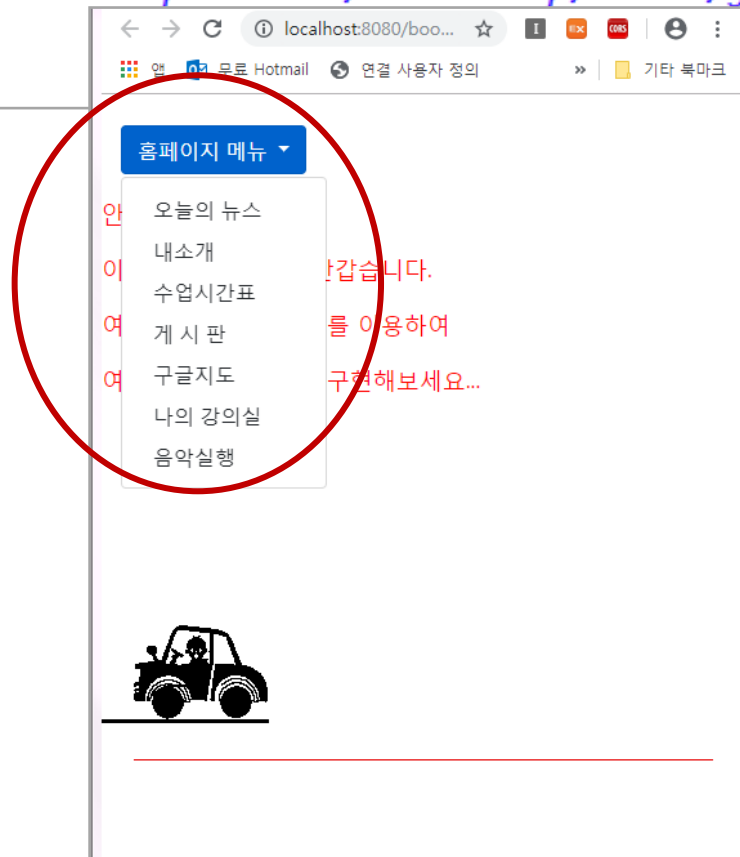 localhost:8080/boo...
EX
CORS
앱 무료 Hotmail 연결 사용자 정의 » 기타 북마크
홈페이지 메뉴
오늘의 뉴스
안
내소개
이 갑습니다.
수업시간표
여 를 이용하여
게 시 판
구글지도
여 구현해보세요...
나의 강의실
음악실행